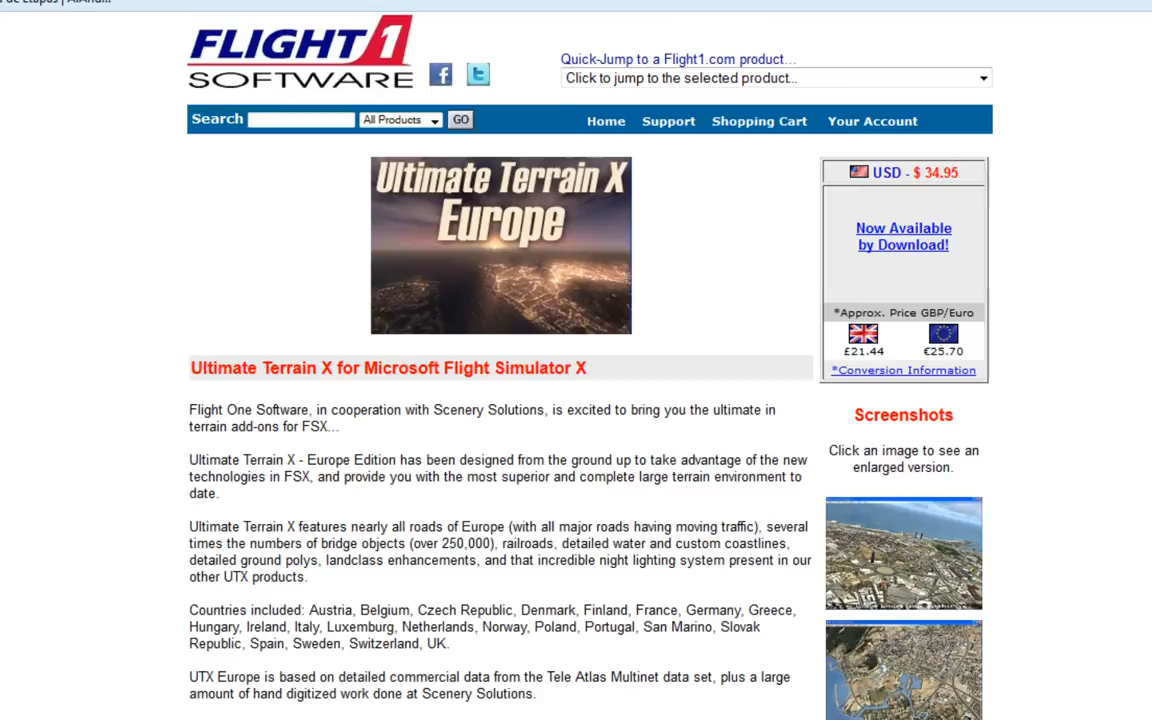 FLIGHT1
SOFTWARE
Quick-Jump to a Flight1.com product...
Click to jump to the selected product...
Search All Products GO Home Support Shopping Cart Your Account
Ultimate Terrain X
Europe
USD - $ 34.95
Now Available
by Download!
*Approx. Price GBP/Euro
£21.44 €25.70
*Conversion Information
Ultimate Terrain X for Microsoft Flight Simulator X
Flight One Software, in cooperation with Scenery Solutions, is excited to bring you the ultimate in
terrain add-ons for FSX...
Ultimate Terrain X - Europe Edition has been designed from the ground up to take advantage of the new
technologies in FSX, and provide you with the most superior and complete large terrain environment to
date.
Ultimate Terrain X features nearly all roads of Europe (with all major roads having moving traffic), several
times the numbers of bridge objects (over 250,000), railroads, detailed water and custom coastlines,
detailed ground polys, landclass enhancements, and that incredible night lighting system present in our
other UTX products.
Countries included: Austria, Belgium, Czech Republic, Denmark, Finland, France, Germany, Greece,
Hungary, Ireland, Italy, Luxemburg, Netherlands, Norway, Poland, Portugal, San Marino, Slovak
Republic, Spain, Sweden, Switzerland, UK.
UTX Europe is based on detailed commercial data from the Tele Atlas Multinet data set, plus a large
amount of hand digitized work done at Scenery Solutions.
Screenshots
Click an image to see an
enlarged version.